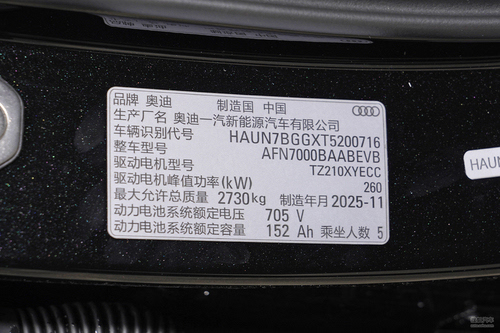 品牌 奥迪 制造国 中国
生产厂名 奥迪一汽新能源汽车有限公司
车辆识别代号 HAUN7BGGXT5200716
整车型号 AFN7000BAABEVB
驱动电机型号 TZ210XYECC
驱动电机峰值功率(kW) 260
最大允许总质量 2730kg 制造年月 2025-11
动力电池系统额定电压 705 V
动力电池系统额定容量 152 Ah 乘坐人数 5
HAUN